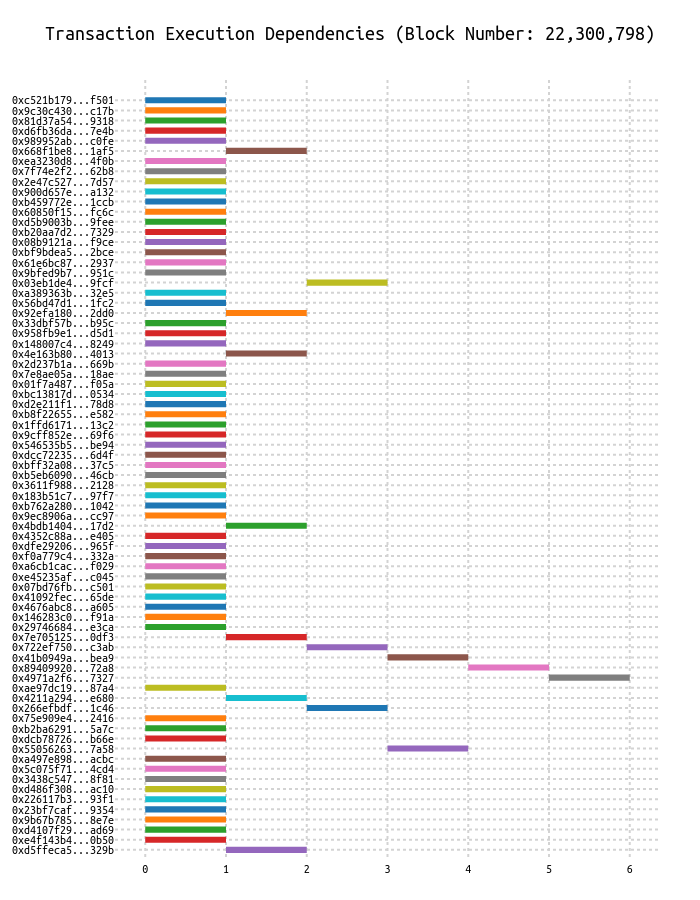 Transaction Execution Dependencies (Block Number: 22,300,798)
0xc521b179...f501
0x9c30c430...c17b
0x81d37a54...9318
0xd6fb36da...7e4b
0x989952ab...c0fe
0x668f1be8...1af5
0xea3230d8...4f0b
0x7f74e2f2...62b8
0x2e47c527...7d57
0x900d657e...a132
0xb459772e...1ccb
0x60850f15...fc6c
0xd5b9003b...9fee
0xb20aa7d2...7329
0x08b9121a...f9ce
0xbf9bdea5...2bce
0x61e6bc87...2937
0x9bfed9b7...951c
0x03eb1de4...9fcf
0xa389363b...32e5
0x56bd47d1...1fc2
0x92efa180...2dd0
0x33dbf57b...b95c
0x958fb9e1...d5d1
0x148007c4...8249
0x4e163b80...4013
0x2d237b1a...669b
0x7e8ae05a...18ae
0x01f7a487...f05a
0xbc13817d...0534
0xd2e211f1...78d8
0xb8f22655...e582
0x1ffd6171...13c2
0x9cff852e...69f6
0x546535b5...be94
0xdcc72235...6d4f
0xbff32a08...37c5
0xb5eb6090...46cb
0x3611f988...2128
0x183b51c7...97f7
0xb762a280...1042
0x9ec8906a...cc97
0x4bdb1404...17d2
0x4352c88a...e405
0xdfe29206...965f
0xf0a779c4...332a
0xa6cb1cac...f029
0xe45235af...c045
0x07bd76fb...c501
0x41092fec...65de
0x4676abc8...a605
0x146283c0...f91a
0x29746684...e3ca
0x7e705125...0df3
0x722ef750...c3ab
0x41b0949a...bea9
0x89409920...72a8
0x4971a2f6...7327
0xae97dc19...87a4
0x4211a294...e680
0x266efbdf...1c46
0x75e909e4...2416
0xb2ba6291...5a7c
0xdcb78726...b66e
0x55056263...7a58
0xa497e898...acbc
0x5c075f71...4cd4
0x3438c547...8f81
0xd486f308...ac10
0x226117b3...93f1
0x23bf7caf...9354
0x9b67b785...8e7e
0xd4107f29...ad69
0xe4f143b4...0b50
0xd5ffeca5...329b
0 1 2 3 4 5 6